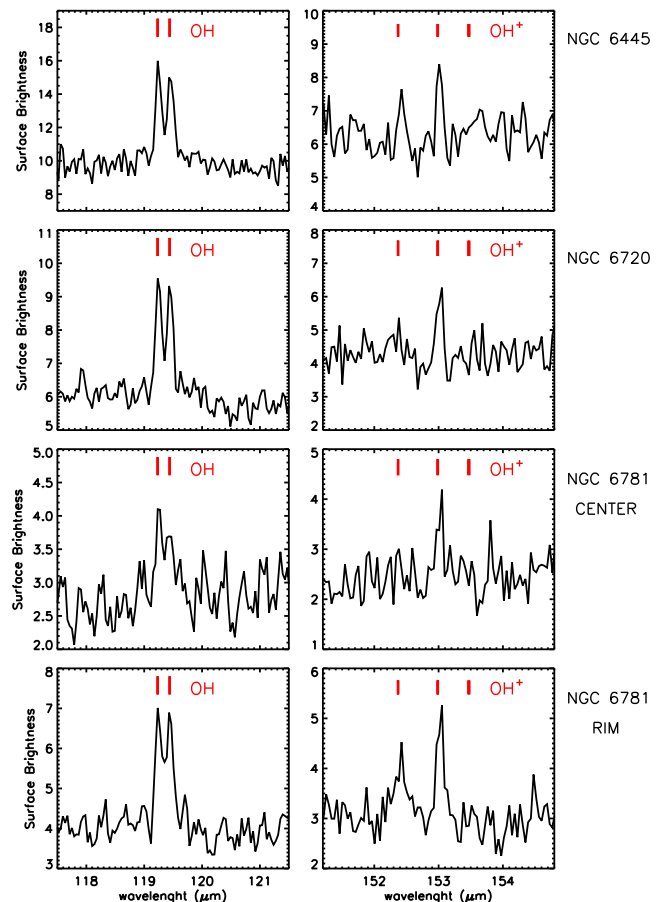 18
16
14
12
10
8
Surface Brightness
OH
10
9
8
7
6
5
4
OH+
NGC 6445
11
10
9
8
7
6
5
Surface Brightness
OH
8
7
6
5
4
3
2
OH+
NGC 6720
5.0
4.5
4.0
3.5
3.0
2.5
2.0
Surface Brightness
OH
5
4
3
2
1
OH+
NGC 6781
CENTER
8
7
6
5
4
3
Surface Brightness
OH
6
5
4
3
2
OH+
NGC 6781
RIM
118 119 120 121
wavelenght (μm)
152 153 154
wavelenght (μm)